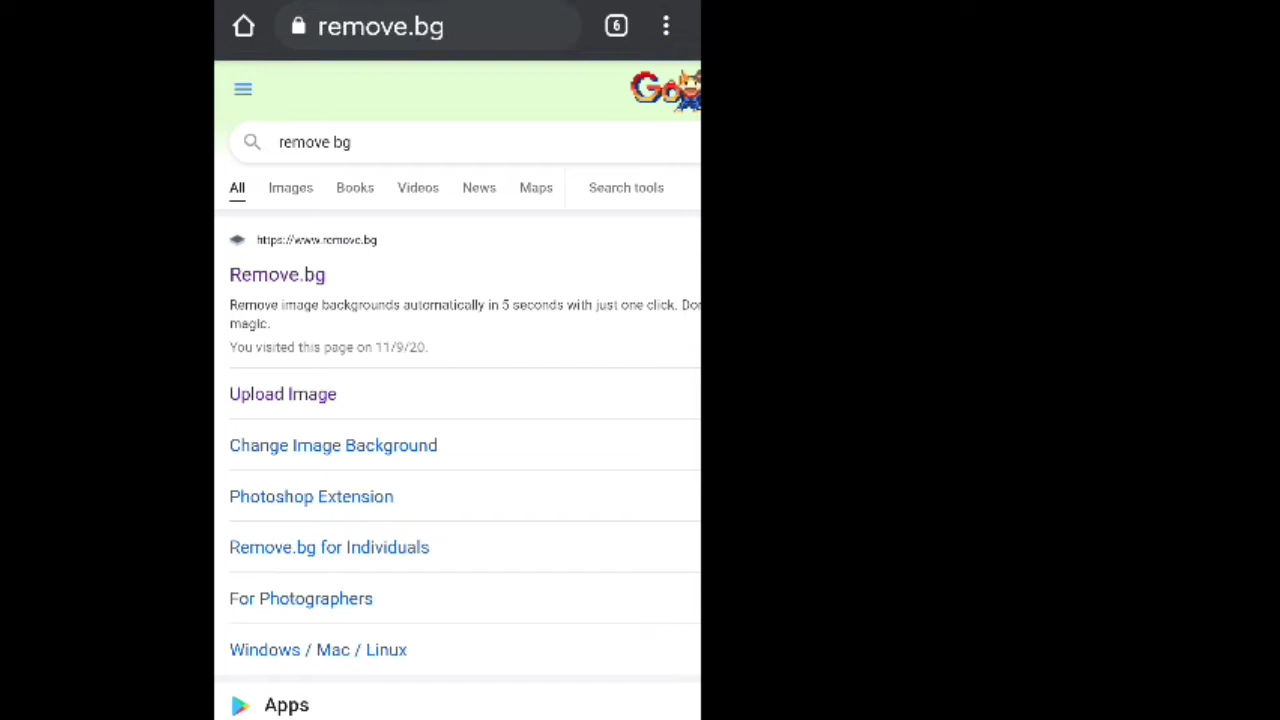 remove.bg 6
Go
remove bg
All Images Books Videos News Maps Search tools
https://www.remove.bg
Remove.bg
Remove image backgrounds automatically in 5 seconds with just one click. Don
magic.
You visited this page on 11/9/20.
Upload Image
Change Image Background
Photoshop Extension
Remove.bg for Individuals
For Photographers
Windows / Mac / Linux
Apps